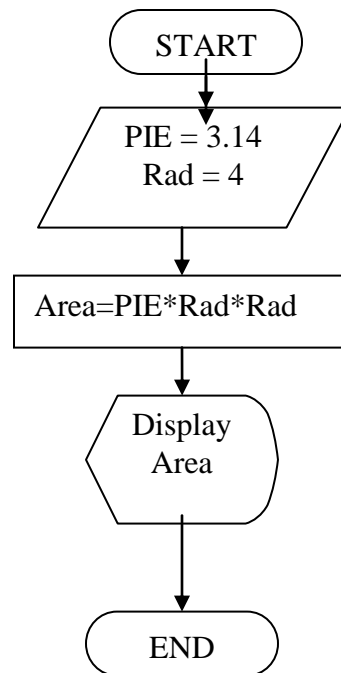 START
PIE = 3.14
Rad = 4
Area=PIE*Rad*Rad
Display
Area
END